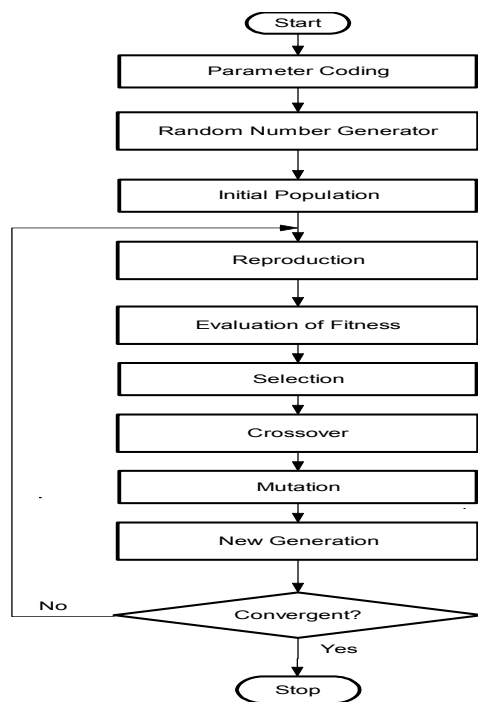 Start
Parameter Coding
Random Number Generator
Initial Population
Reproduction
Evaluation of Fitness
Selection
Crossover
Mutation
New Generation
No
Convergent?
Yes
Stop